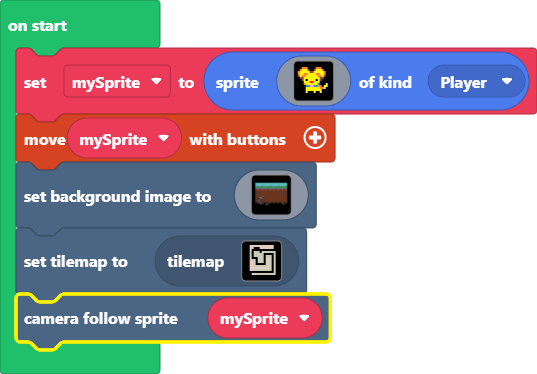 on start
set mySprite to sprite of kind Player
move mySprite with buttons
set background image to
set tilemap to tilemap
camera follow sprite mySprite